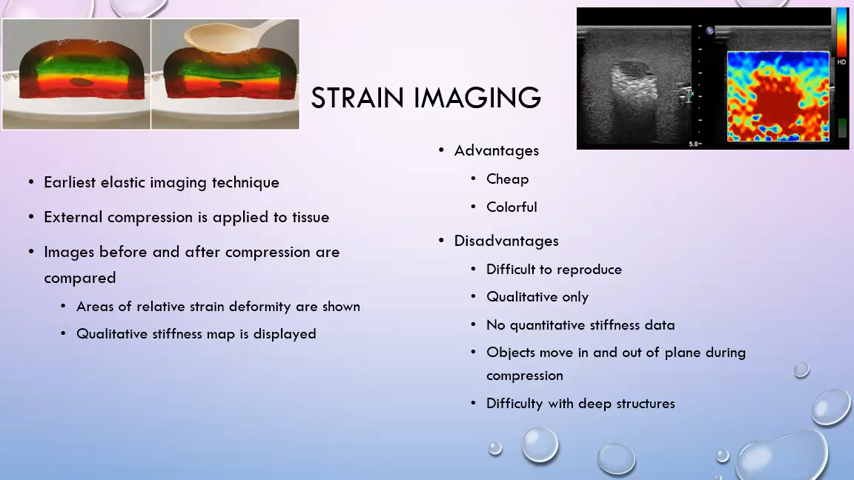 STRAIN IMAGING
• Earliest elastic imaging technique
• External compression is applied to tissue
• Images before and after compression are
compared
• Areas of relative strain deformity are shown
• Qualitative stiffness map is displayed
• Advantages
• Cheap
• Colorful
• Disadvantages
• Difficult to reproduce
• Qualitative only
• No quantitative stiffness data
• Objects move in and out of plane during
compression
• Difficulty with deep structures
HD
5.0